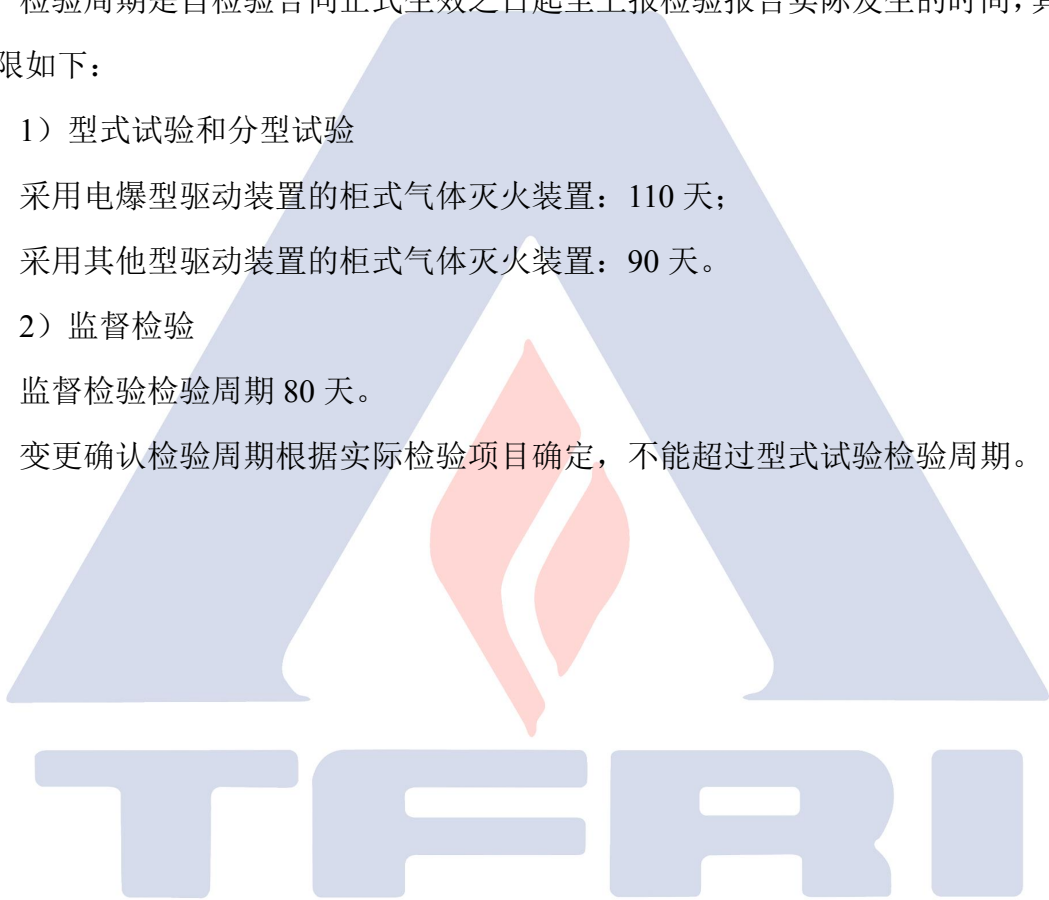 检验周期是自检验合同正式生效之日起至上报检验报告实际发生的时间，其
限如下：
1）型式试验和分型试验
采用电爆型驱动装置的柜式气体灭火装置：110 天；
采用其他型驱动装置的柜式气体灭火装置：90 天。
2）监督检验
监督检验检验周期 80 天。
变更确认检验周期根据实际检验项目确定，不能超过型式试验检验周期。
TFRI